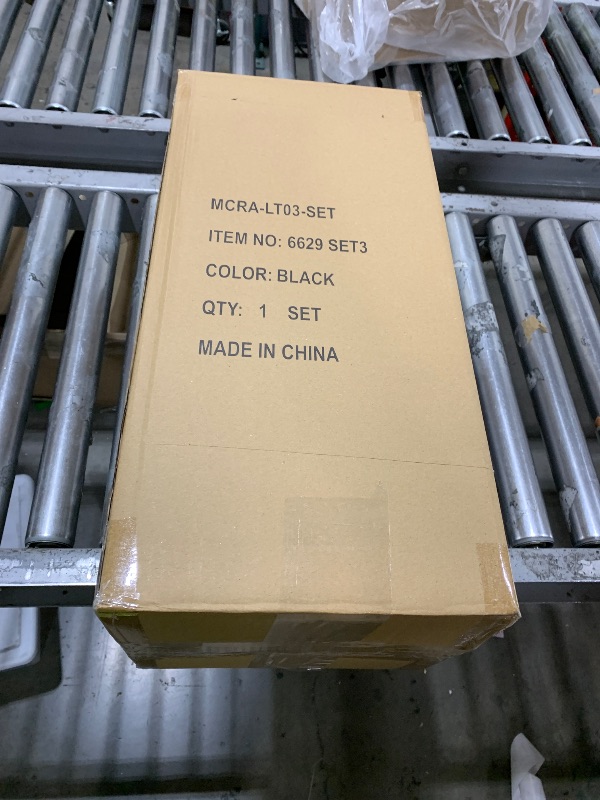 MCRA-LT03-SET
ITEM NO: 6629 SET3
COLOR: BLACK
QTY: 1 SET
MADE IN CHINA